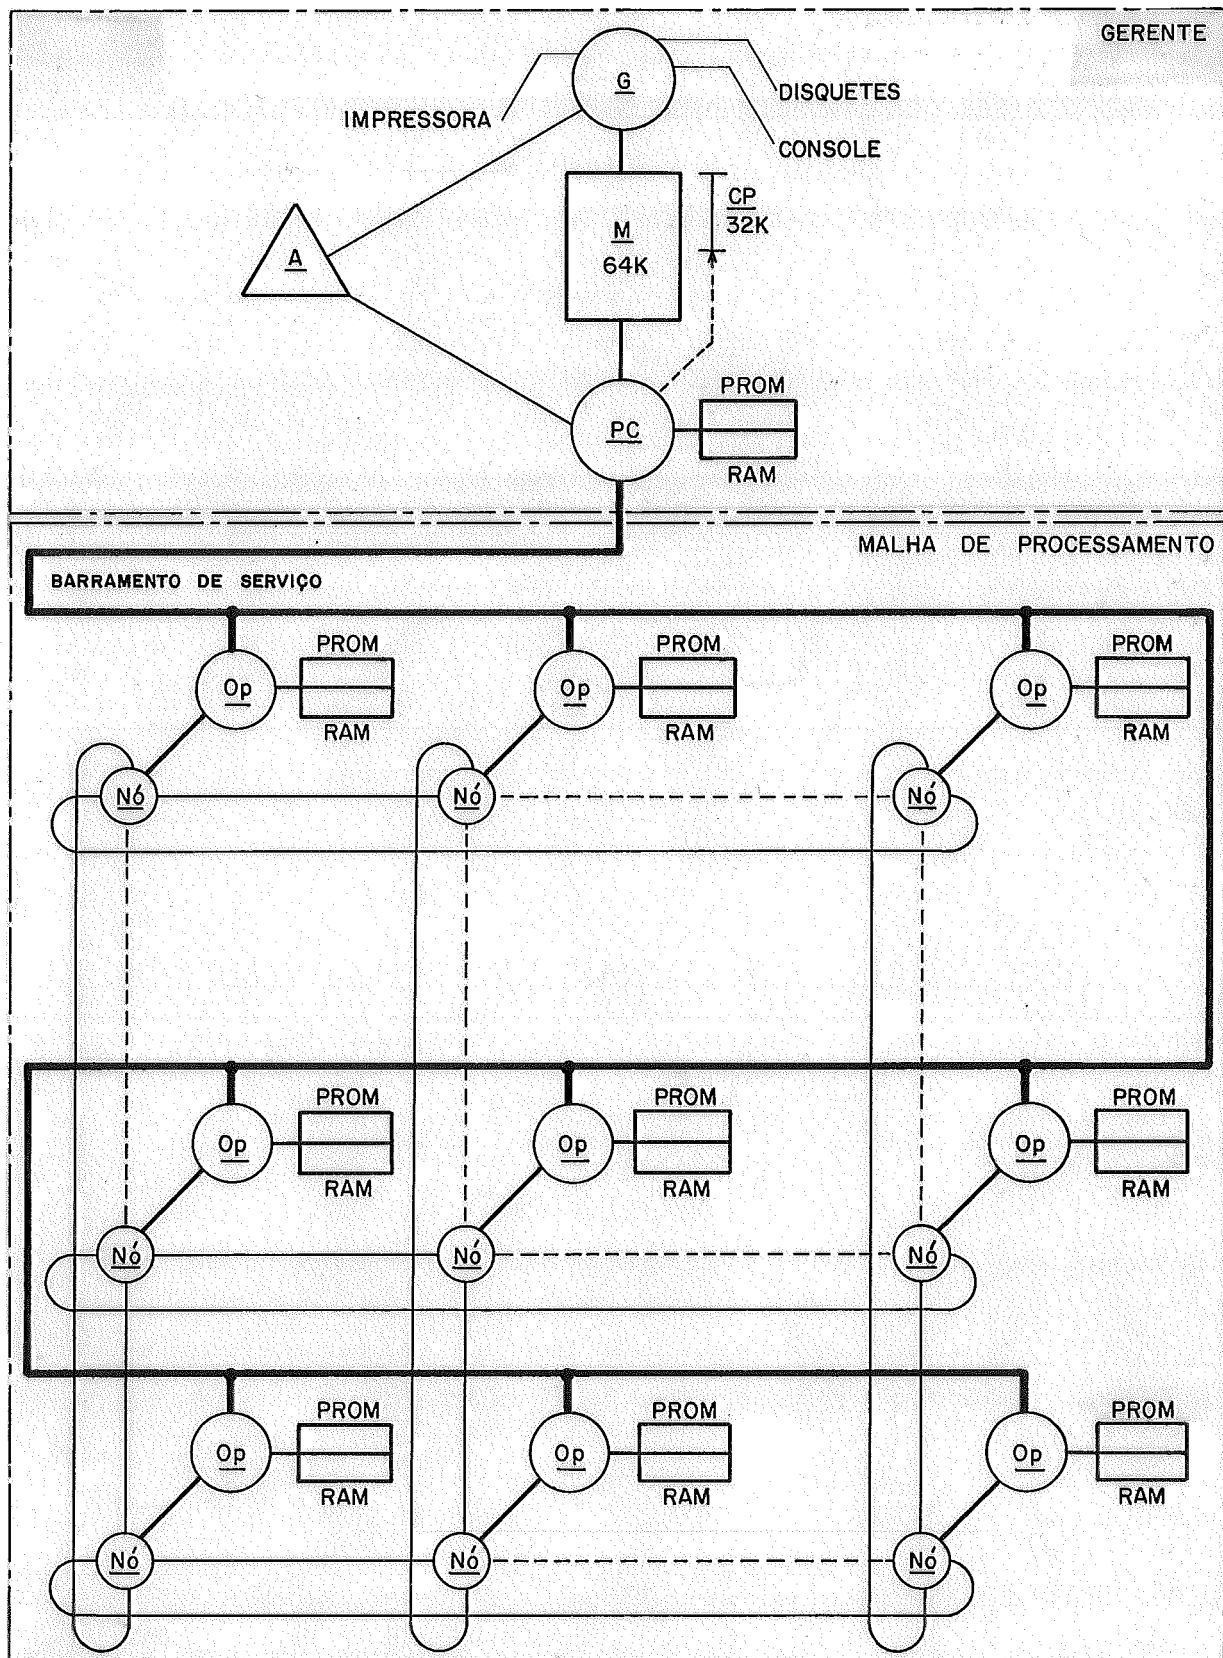 GERENTE
G
DISQUETES
IMPRESSORA
CONSOLE
CP
32K
M
64K
A
PROM
PC
RAM
MALHA DE PROCESSAMENTO
BARRAMENTO DE SERVIÇO
PROM PROM PROM
Op Op Op
RAM RAM RAM
Nó Nó Nó
PROM PROM PROM
Op Op Op
RAM RAM RAM
Nó Nó Nó
PROM PROM PROM
Op Op Op
RAM RAM RAM
Nó Nó Nó